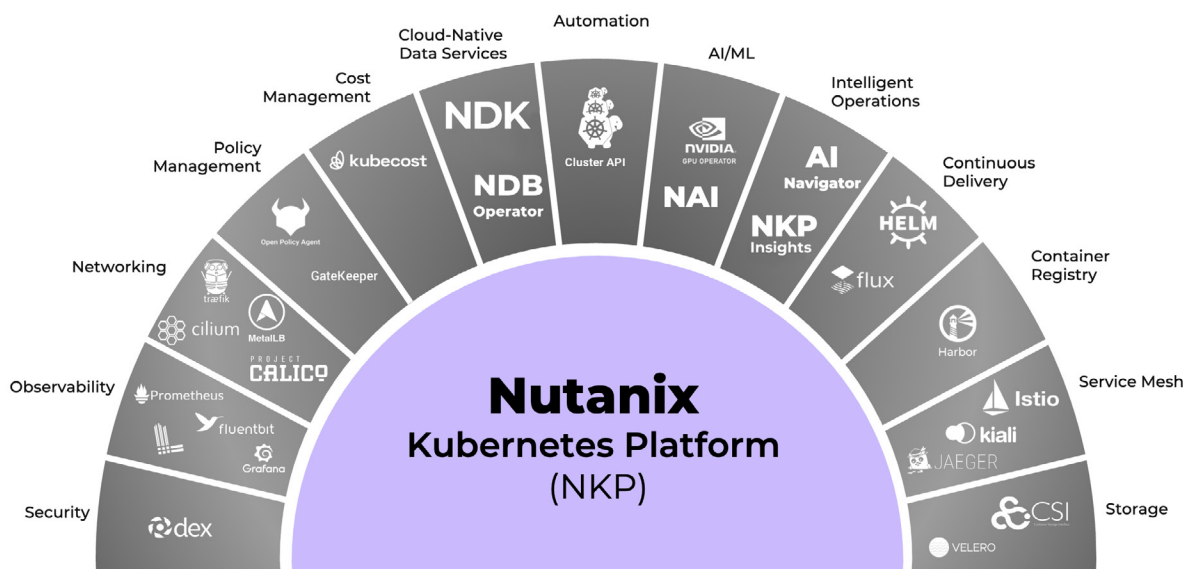 Automation
Cloud-Native
Data Services
AI/ML
Cost
Management
Intelligent
Operations
Policy
Management
Continuous
Delivery
Networking
Container
Registry
Observability
Service Mesh
Security
Storage
NDK
NDB
Operator
Cluster API
NVIDIA
GPU OPERATOR
NAI
AI
Navigator
NKP
Insights
kubecost
HELM
flux
Open Policy Agent
GateKeeper
træfik
cilium
MetalLB
PROJECT
CALICO
Harbor
Prometheus
fluentbit
Grafana
Istio
kiali
JAEGER
dex
CSI
VELERO
Nutanix
Kubernetes Platform
(NKP)